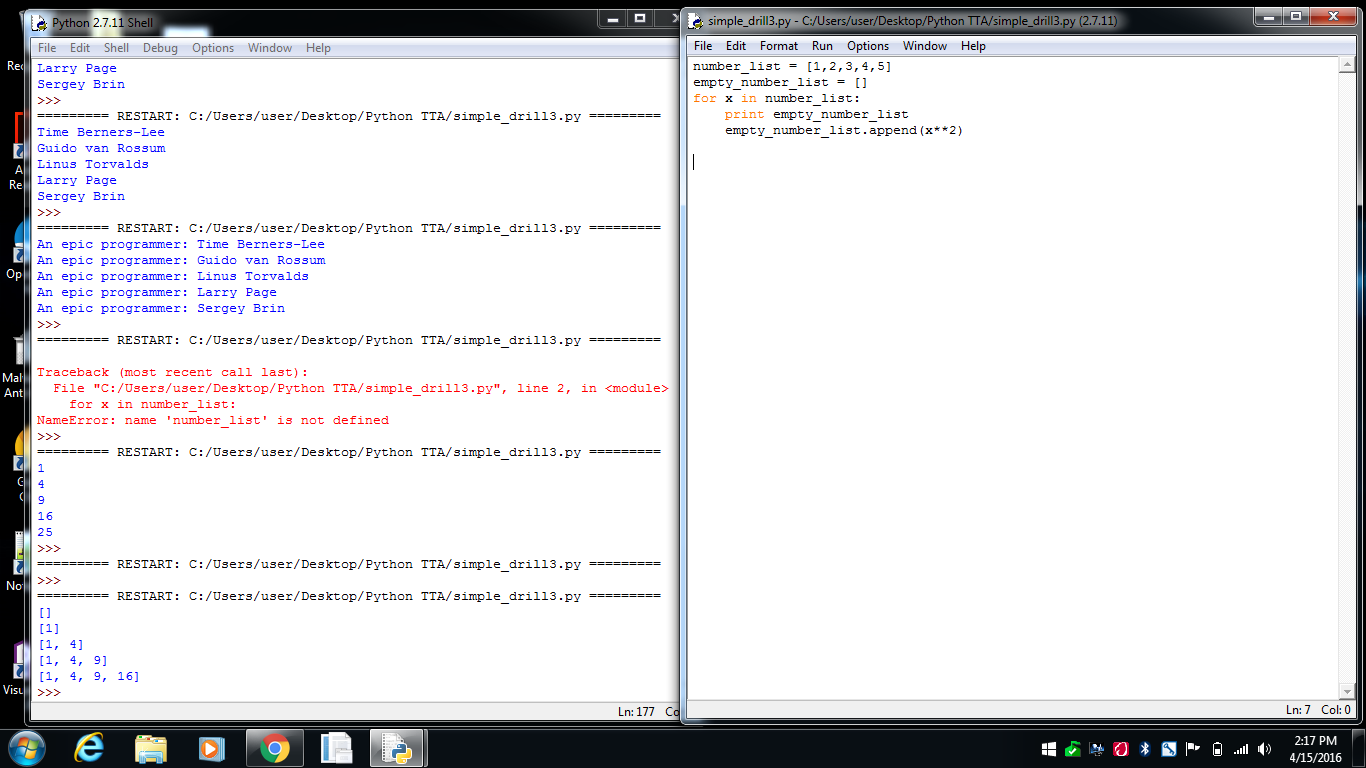 Python 2.7.11 Shell
File Edit Shell Debug Options Window Help
Larry Page
Sergey Brin
>>>
========= RESTART: C:/Users/user/Desktop/Python TTA/simple_drill3.py =========
Time Berners-Lee
Guido van Rossum
Linus Torvalds
Larry Page
Sergey Brin
>>>
========= RESTART: C:/Users/user/Desktop/Python TTA/simple_drill3.py =========
An epic programmer: Time Berners-Lee
An epic programmer: Guido van Rossum
An epic programmer: Linus Torvalds
An epic programmer: Larry Page
An epic programmer: Sergey Brin
>>>
========= RESTART: C:/Users/user/Desktop/Python TTA/simple_drill3.py =========
Traceback (most recent call last):
  File "C:/Users/user/Desktop/Python TTA/simple_drill3.py", line 2, in <module>
    for x in number_list:
NameError: name 'number_list' is not defined
>>>
========= RESTART: C:/Users/user/Desktop/Python TTA/simple_drill3.py =========
1
4
9
16
25
>>>
========= RESTART: C:/Users/user/Desktop/Python TTA/simple_drill3.py =========
>>>
========= RESTART: C:/Users/user/Desktop/Python TTA/simple_drill3.py =========
[]
[1]
[1, 4]
[1, 4, 9]
[1, 4, 9, 16]
>>>
Ln: 177 Co
simple_drill3.py - C:/Users/user/Desktop/Python TTA/simple_drill3.py (2.7.11)
File Edit Format Run Options Window Help
number_list = [1,2,3,4,5]
empty_number_list = []
for x in number_list:
    print empty_number_list
    empty_number_list.append(x**2)
Ln: 7 Col: 0
Rec
A
Re
Op
Mal
Ant
G
C
No
Visu
2:17 PM
4/15/2016